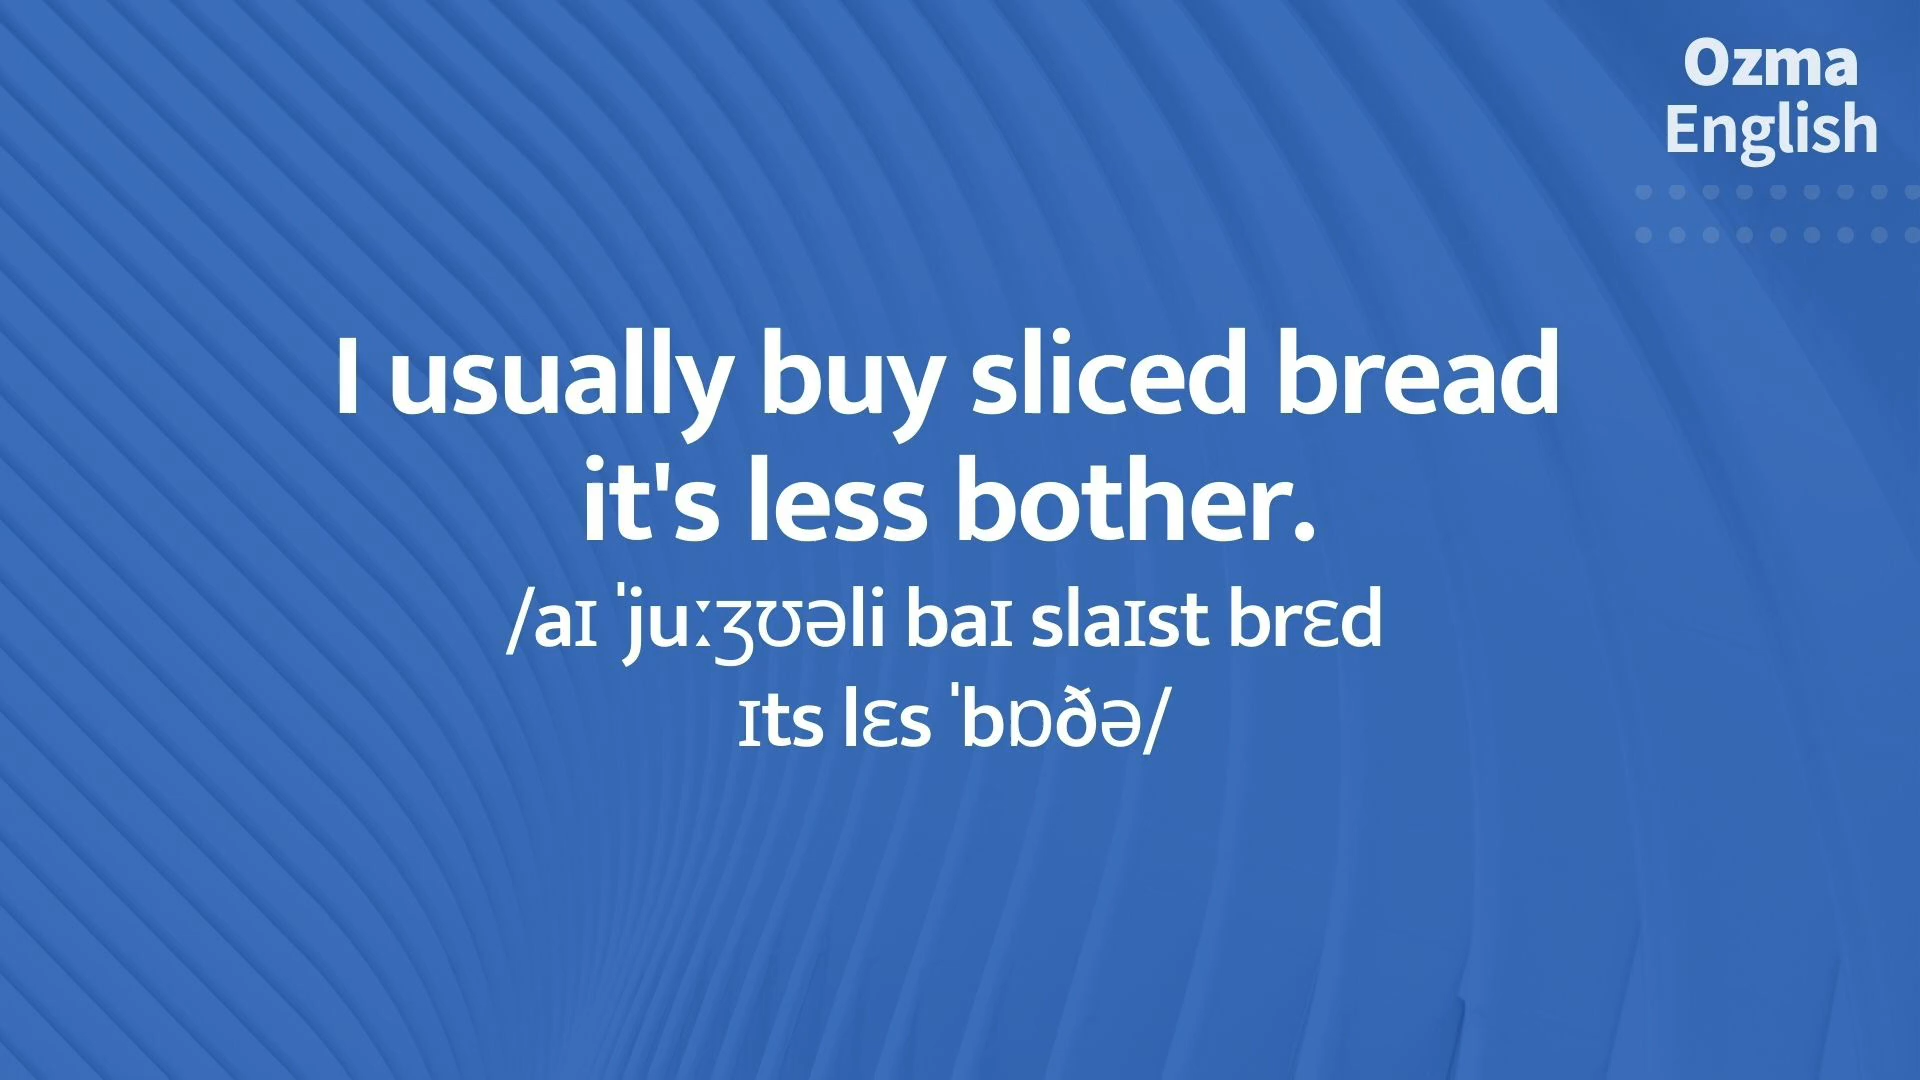 Ozma
English
I usually buy sliced bread
it's less bother.
/aɪ ˈjuːʒʊəli baɪ slaɪst brɛd
ɪts lɛs ˈbɒðə/